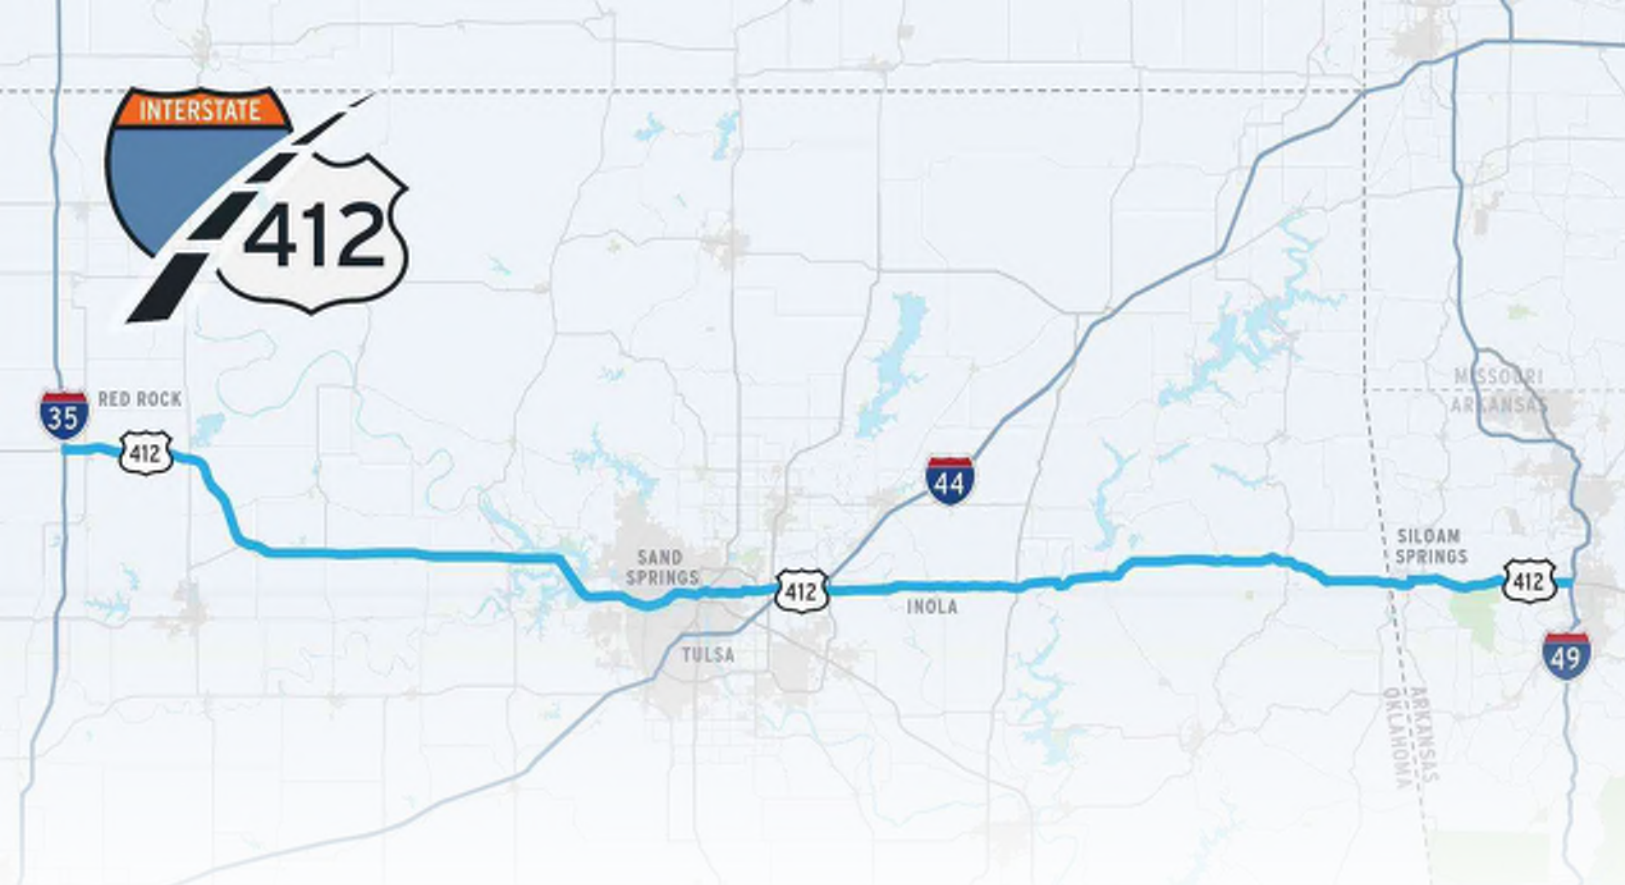 INTERSTATE
412
35
RED ROCK
412
44
MISSOURI
ARKANSAS
SAND
SPRINGS
412
INOLA
TULSA
SILOAM
SPRINGS
412
49
ARKANSAS
OKLAHOMA